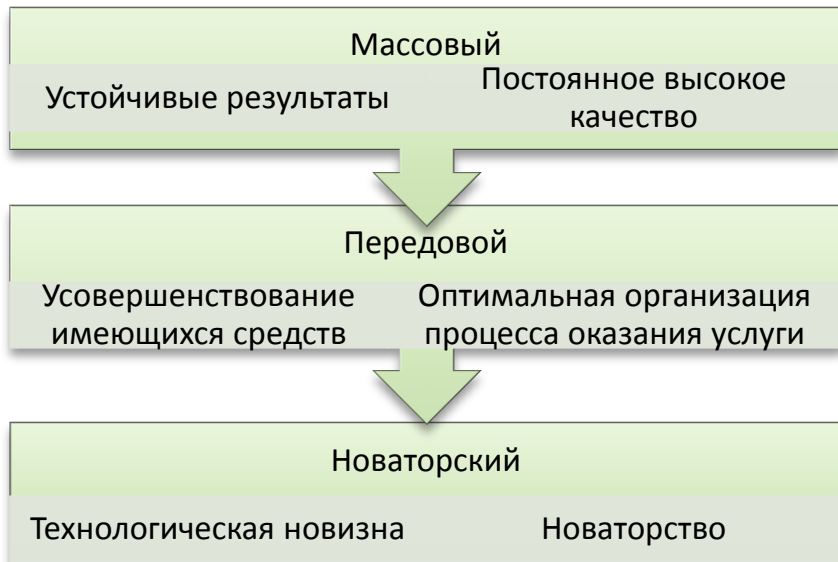 Массовый
Устойчивые результаты
Постоянное высокое
качество
Передовой
Усовершенствование
имеющихся средств
Оптимальная организация
процесса оказания услуги
Новаторский
Технологическая новизна
Новаторство